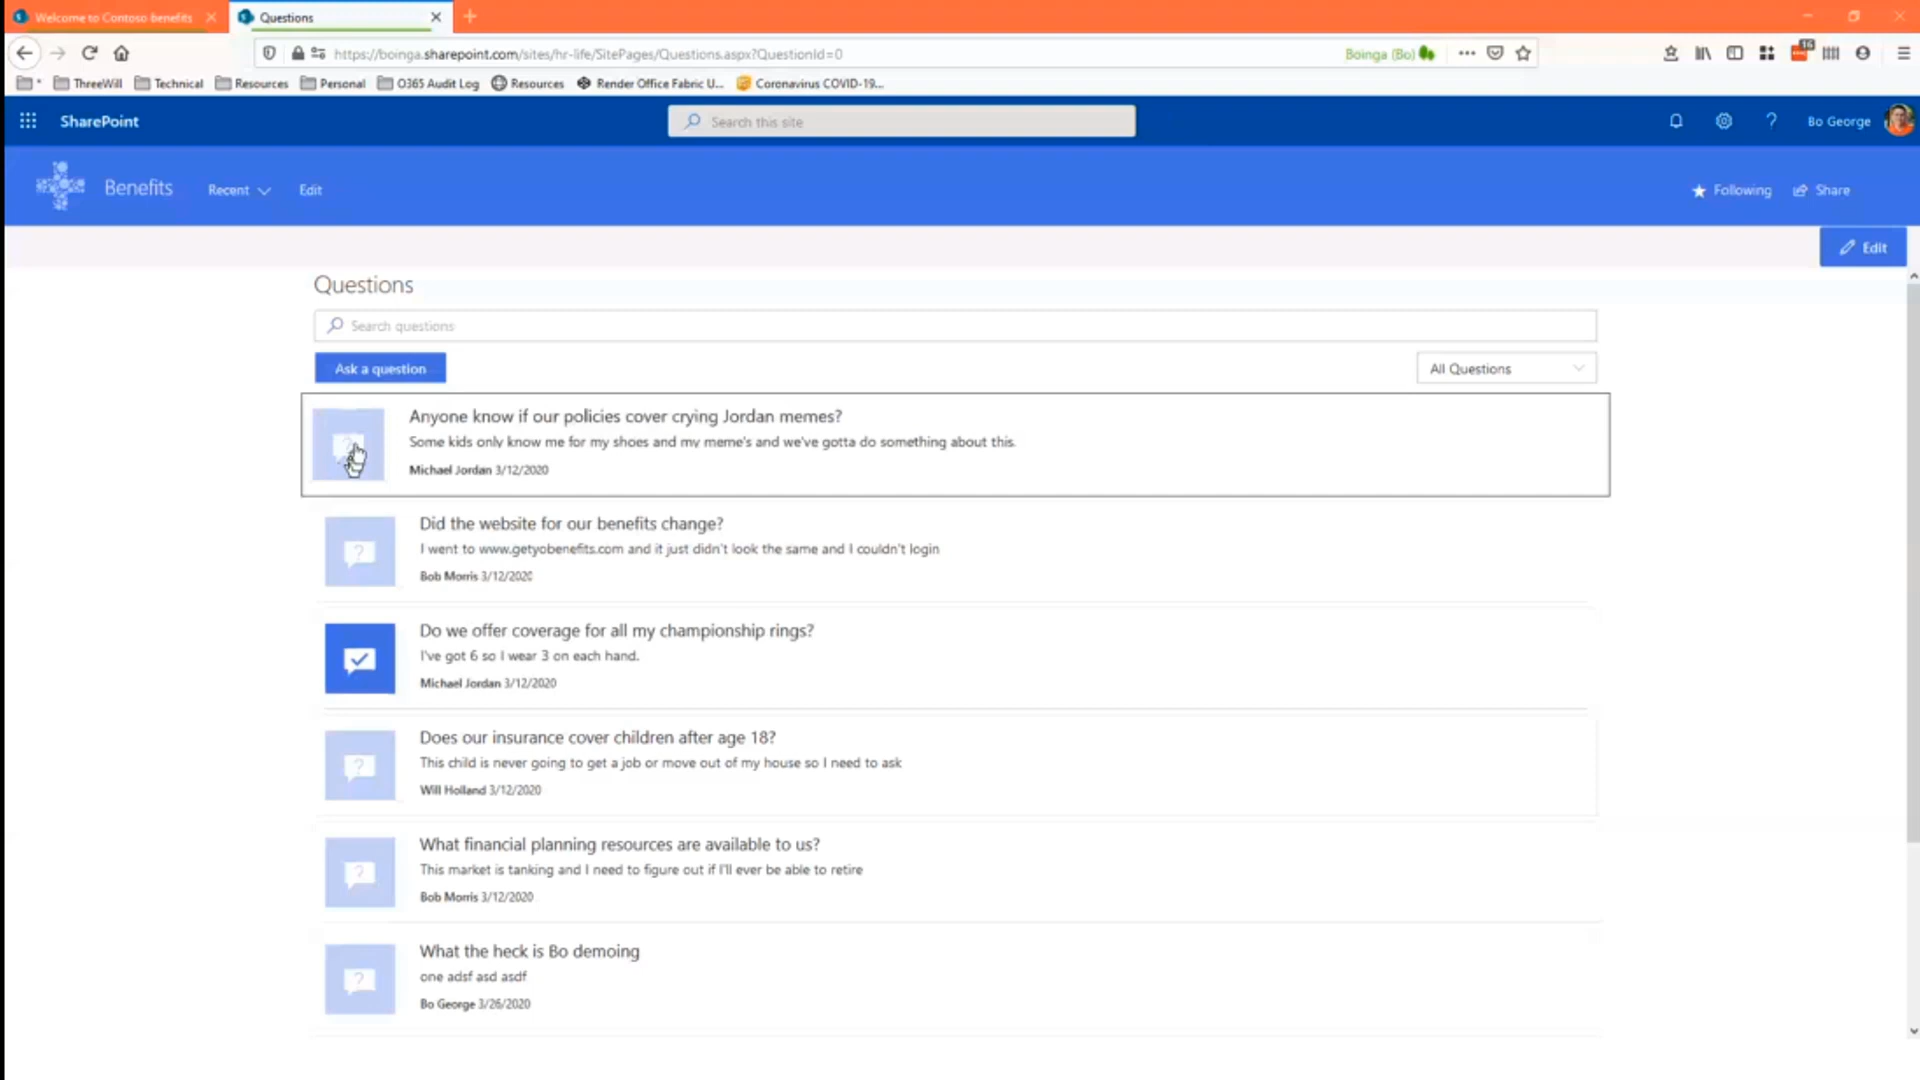 Welcome to Contoso benefits
Questions
https://boinga.sharepoint.com/sites/hr-life/SitePages/Questions.aspx?QuestionId=0
Boinga (Bo)
ThreeWill
Technical
Resources
Personal
O365 Audit Log
Resources
Render Office Fabric U...
Coronavirus COVID-19...
SharePoint
Search this site
Bo George
Benefits
Recent
Edit
Following
Share
Edit
Questions
Search questions
Ask a question
All Questions
Anyone know if our policies cover crying Jordan memes?
Some kids only know me for my shoes and my meme's and we've gotta do something about this.
Michael Jordan 3/12/2020
Did the website for our benefits change?
I went to www.getyobenefits.com and it just didn't look the same and I couldn't login
Bob Morris 3/12/2020
Do we offer coverage for all my championship rings?
I've got 6 so I wear 3 on each hand.
Michael Jordan 3/12/2020
Does our insurance cover children after age 18?
This child is never going to get a job or move out of my house so I need to ask
Will Holland 3/12/2020
What financial planning resources are available to us?
This market is tanking and I need to figure out if I'll ever be able to retire
Bob Morris 3/12/2020
What the heck is Bo demoing
one adsf asd asdf
Bo George 3/26/2020